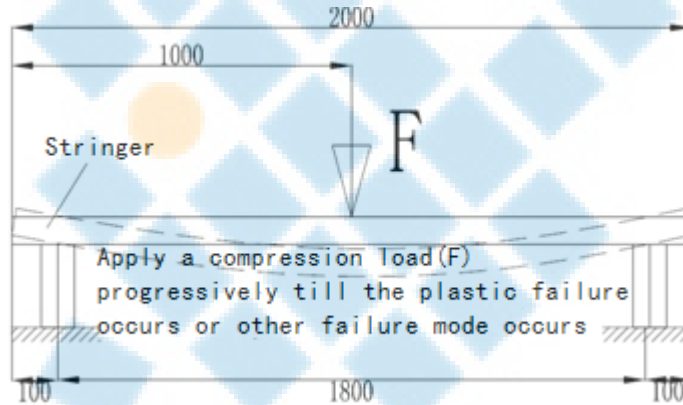 2000
1000
F
Stringer
Apply a compression load(F)
progressively till the plastic failure
occurs or other failure mode occurs
100
1800
100